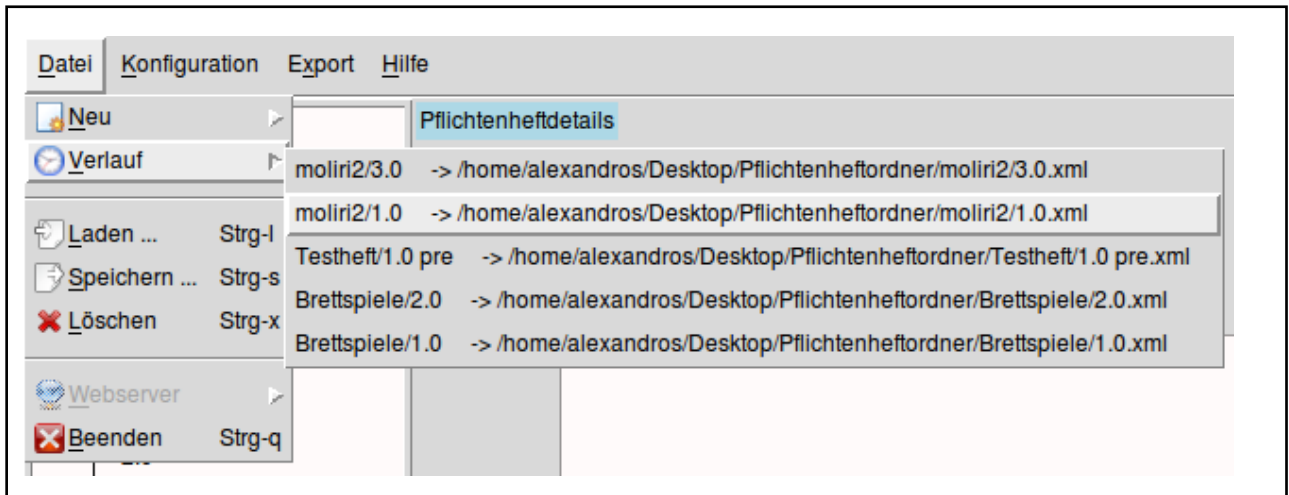 Datei Konfiguration Export Hilfe
Neu
Pflichtenheftdetails
Verlauf
moliri2/3.0 -> /home/alexandros/Desktop/Pflichtenheftordner/moliri2/3.0.xml
moliri2/1.0 -> /home/alexandros/Desktop/Pflichtenheftordner/moliri2/1.0.xml
Laden ... Strg-l
Testheft/1.0 pre -> /home/alexandros/Desktop/Pflichtenheftordner/Testheft/1.0 pre.xml
Speichern ... Strg-s
Brettspiele/2.0 -> /home/alexandros/Desktop/Pflichtenheftordner/Brettspiele/2.0.xml
Löschen Strg-x
Brettspiele/1.0 -> /home/alexandros/Desktop/Pflichtenheftordner/Brettspiele/1.0.xml
Webserver
Beenden Strg-q